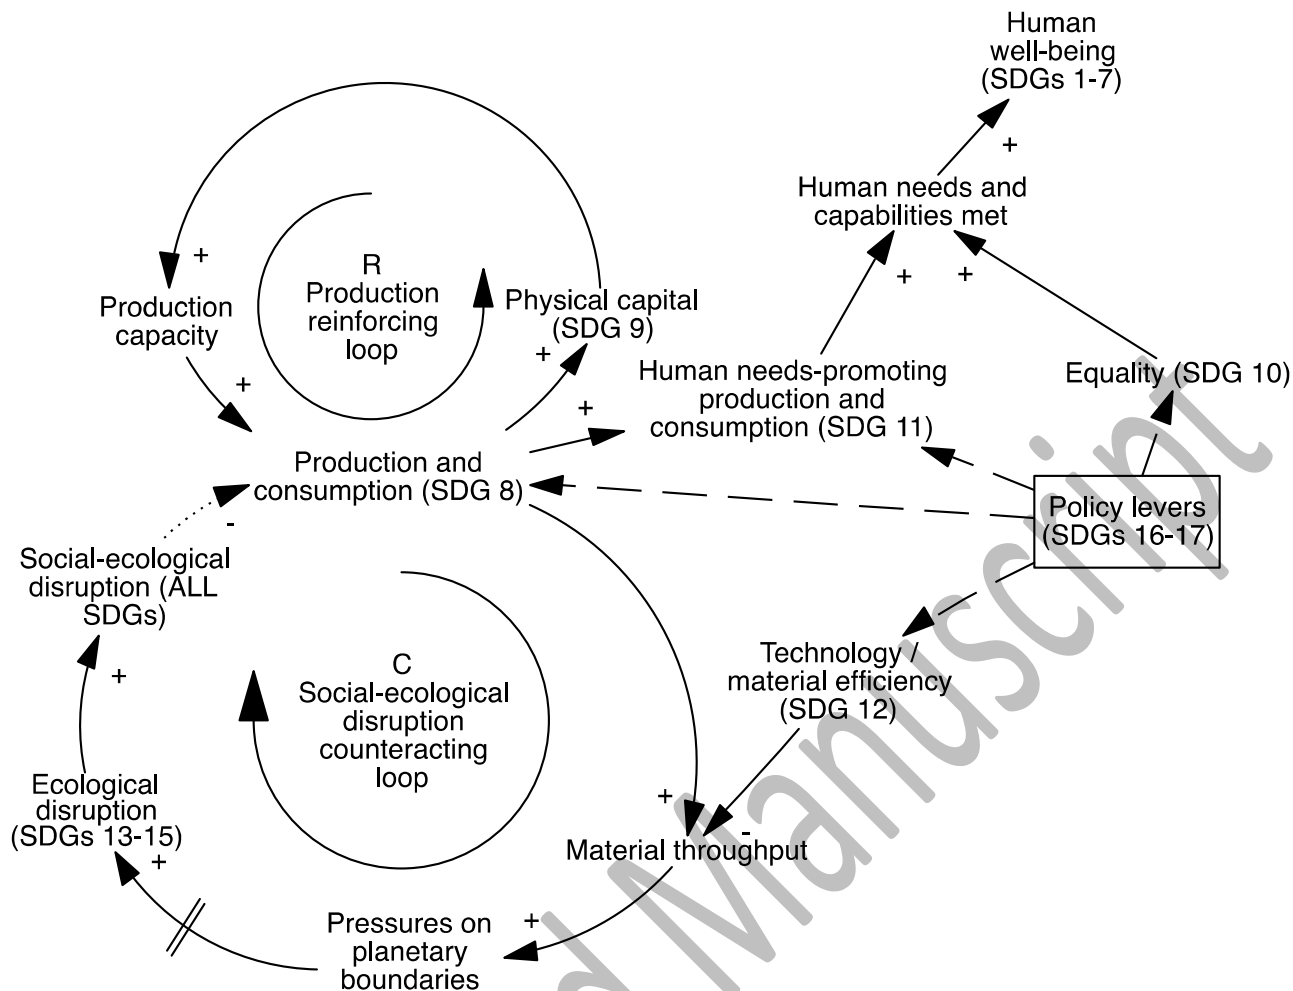 Human
well-being
(SDGs 1-7)
+
Human needs and
capabilities met
+
+
+
R
Production
reinforcing
loop
Production
capacity
Physical capital
(SDG 9)
+
+
Human needs-promoting
production and
consumption (SDG 11)
Equality (SDG 10)
+
Production and
consumption (SDG 8)
Policy levers
(SDGs 16-17)
-
Social-ecological
disruption (ALL
SDGs)
+
C
Social-ecological
disruption
counteracting
loop
Technology /
material efficiency
(SDG 12)
Ecological
disruption
(SDGs 13-15)
+
+
-
Material throughput
+
Pressures on
planetary
boundaries
Manuscript